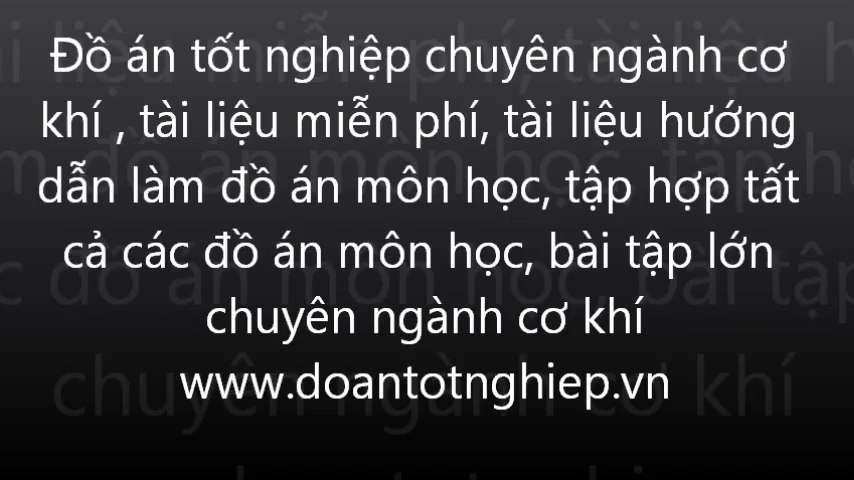 Đồ án tốt nghiệp chuyên ngành cơ
khí , tài liệu miễn phí, tài liệu hướng
dẫn làm đồ án môn học, tập hợp tất
cả các đồ án môn học, bài tập lớn
chuyên ngành cơ khí
www.doantotnghiep.vn